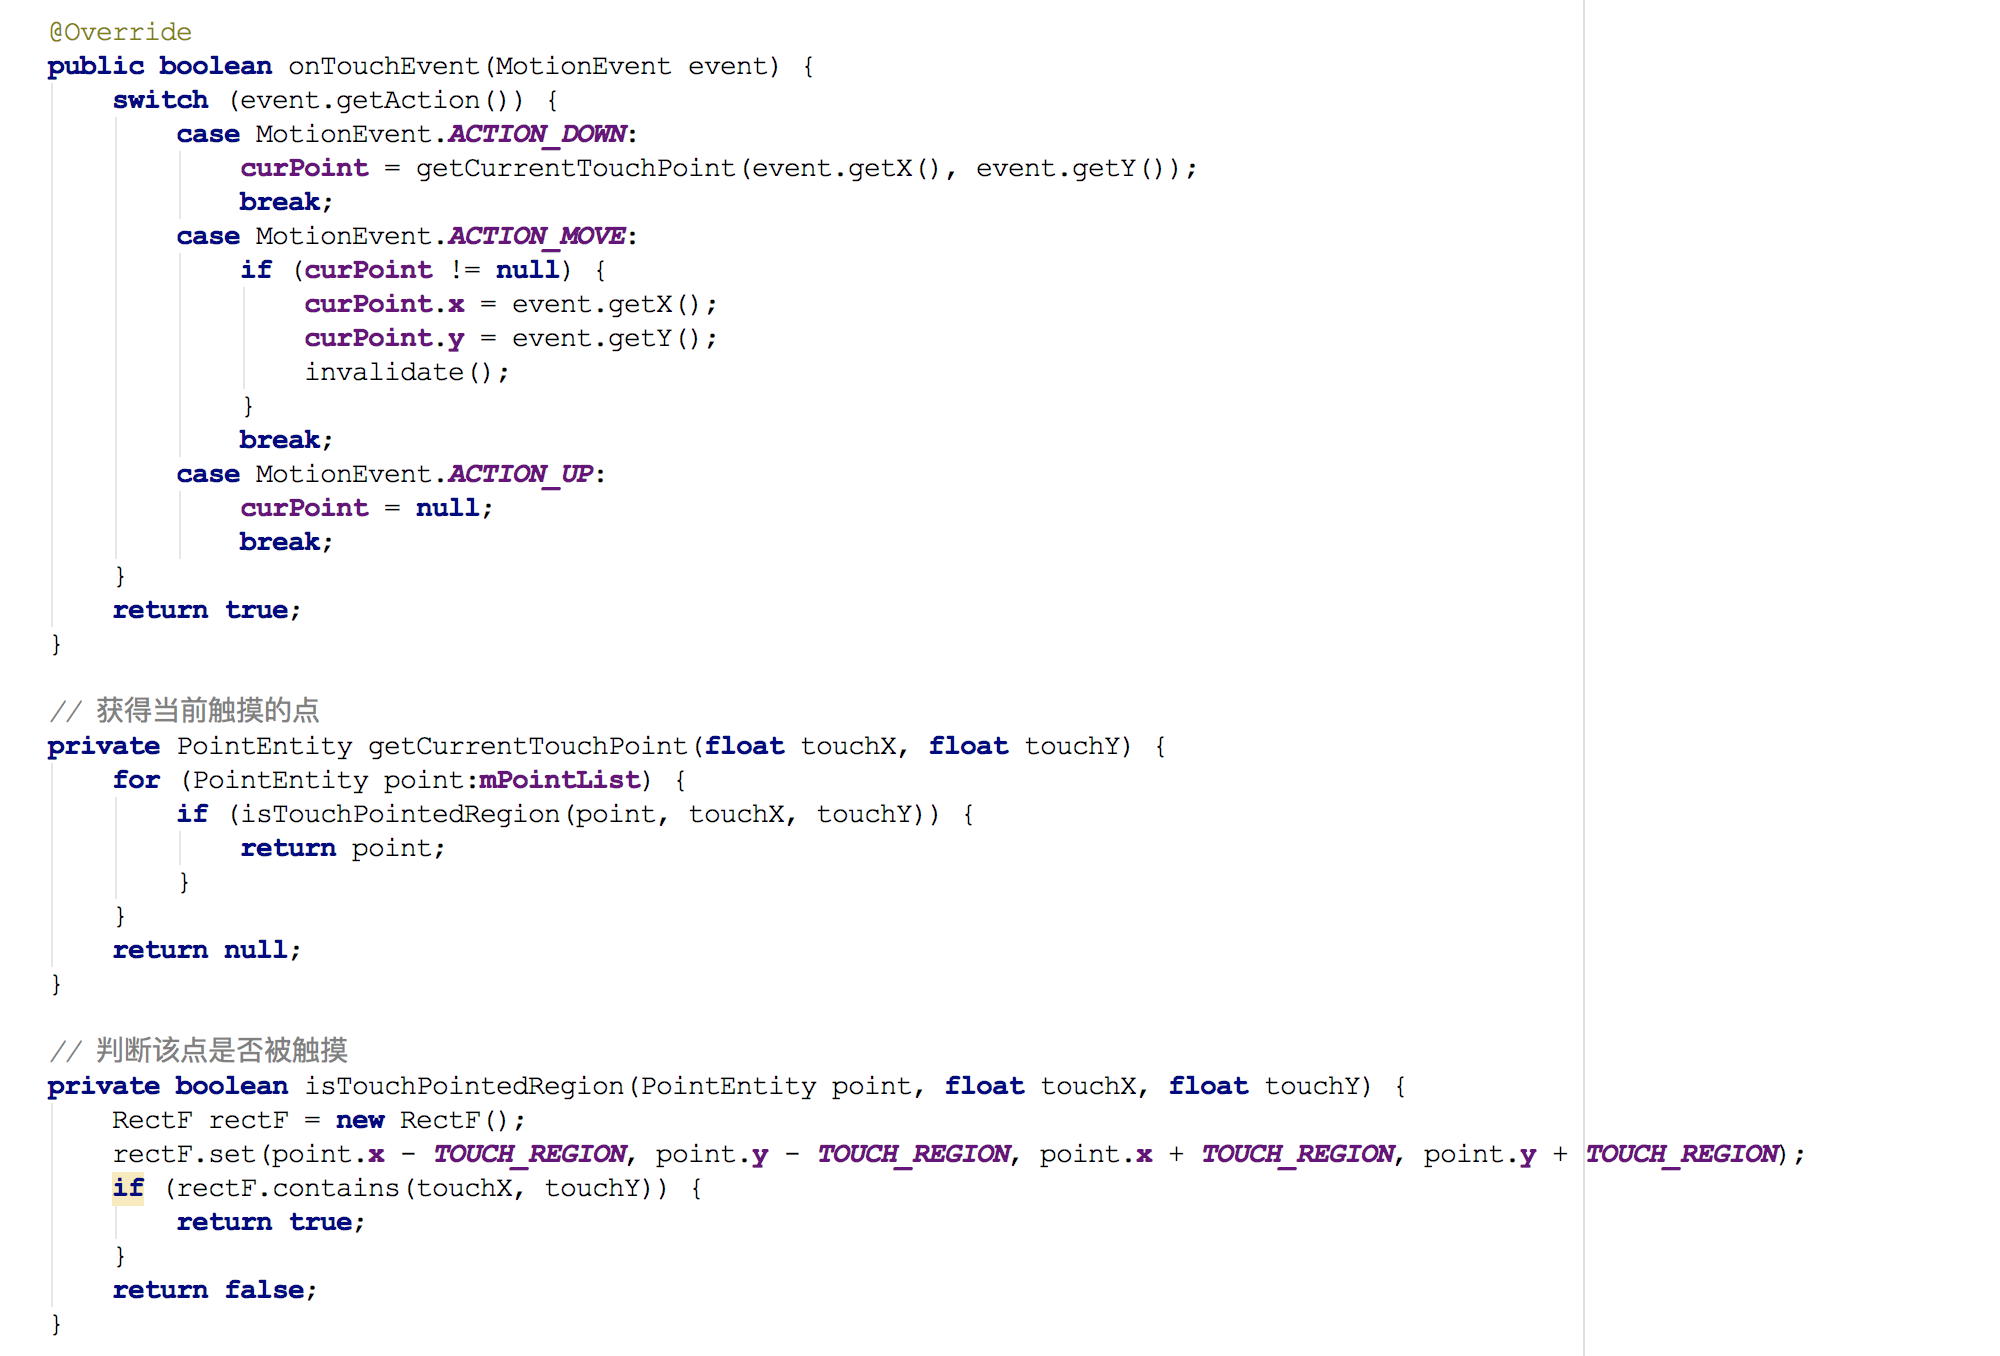 @Override
public boolean onTouchEvent(MotionEvent event) {
    switch (event.getAction()) {
        case MotionEvent.ACTION_DOWN:
            curPoint = getCurrentTouchPoint(event.getX(), event.getY());
            break;
        case MotionEvent.ACTION_MOVE:
            if (curPoint != null) {
                curPoint.x = event.getX();
                curPoint.y = event.getY();
                invalidate();
            }
            break;
        case MotionEvent.ACTION_UP:
            curPoint = null;
            break;
    }
    return true;
}

// 获得当前触摸的点
private PointEntity getCurrentTouchPoint(float touchX, float touchY) {
    for (PointEntity point:mPointList) {
        if (isTouchPointedRegion(point, touchX, touchY)) {
            return point;
        }
    }
    return null;
}

// 判断该点是否被触摸
private boolean isTouchPointedRegion(PointEntity point, float touchX, float touchY) {
    RectF rectF = new RectF();
    rectF.set(point.x - TOUCH_REGION, point.y - TOUCH_REGION, point.x + TOUCH_REGION, point.y + TOUCH_REGION);
    if (rectF.contains(touchX, touchY)) {
        return true;
    }
    return false;
}